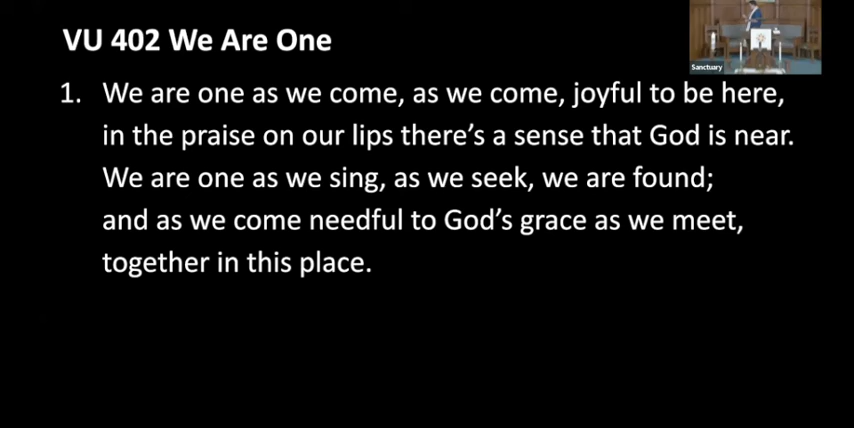 VU 402 We Are One
Sanctuary
1. We are one as we come, as we come, joyful to be here,
in the praise on our lips there's a sense that God is near.
We are one as we sing, as we seek, we are found;
and as we come needful to God's grace as we meet,
together in this place.